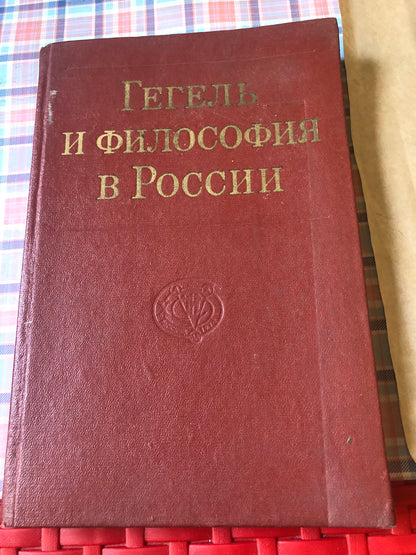 Гегель
и философия
в России